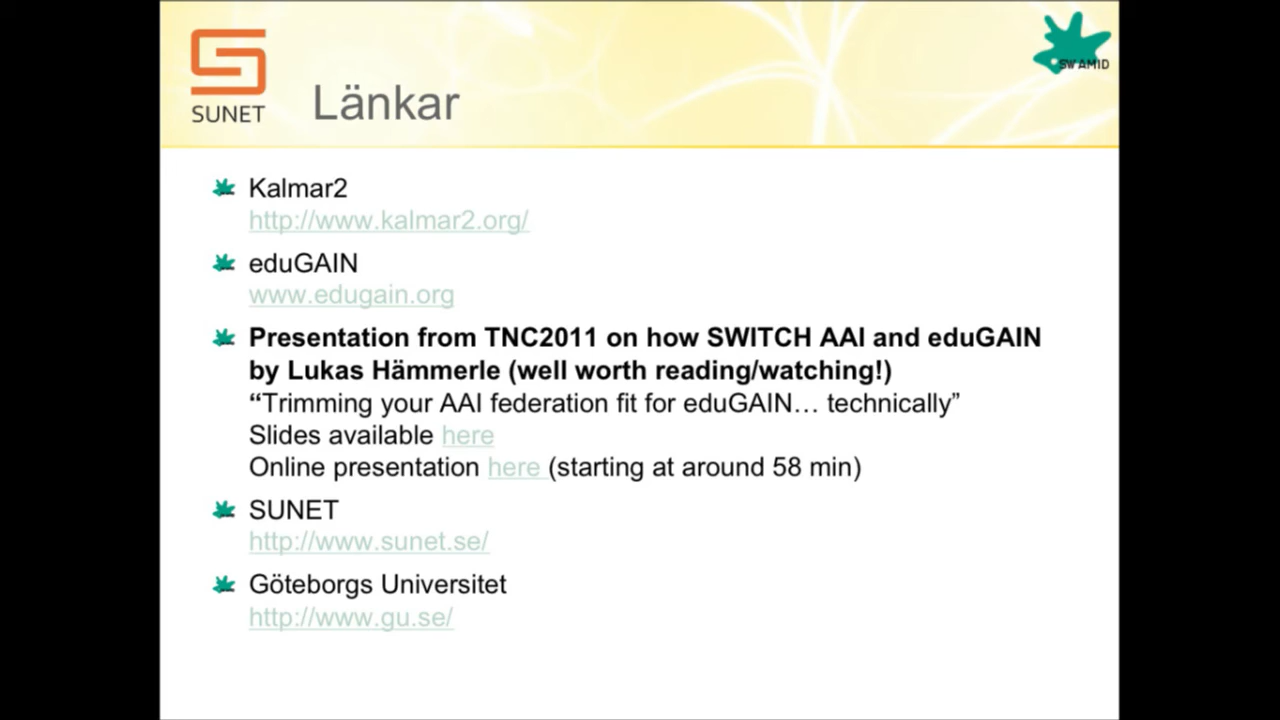 SUNET
Länkar
SWAMID
Kalmar2
http://www.kalmar2.org/
eduGAIN
www.edugain.org
Presentation from TNC2011 on how SWITCH AAI and eduGAIN
by Lukas Hämmerle (well worth reading/watching!)
“Trimming your AAI federation fit for eduGAIN… technically”
Slides available here
Online presentation here (starting at around 58 min)
SUNET
http://www.sunet.se/
Göteborgs Universitet
http://www.gu.se/